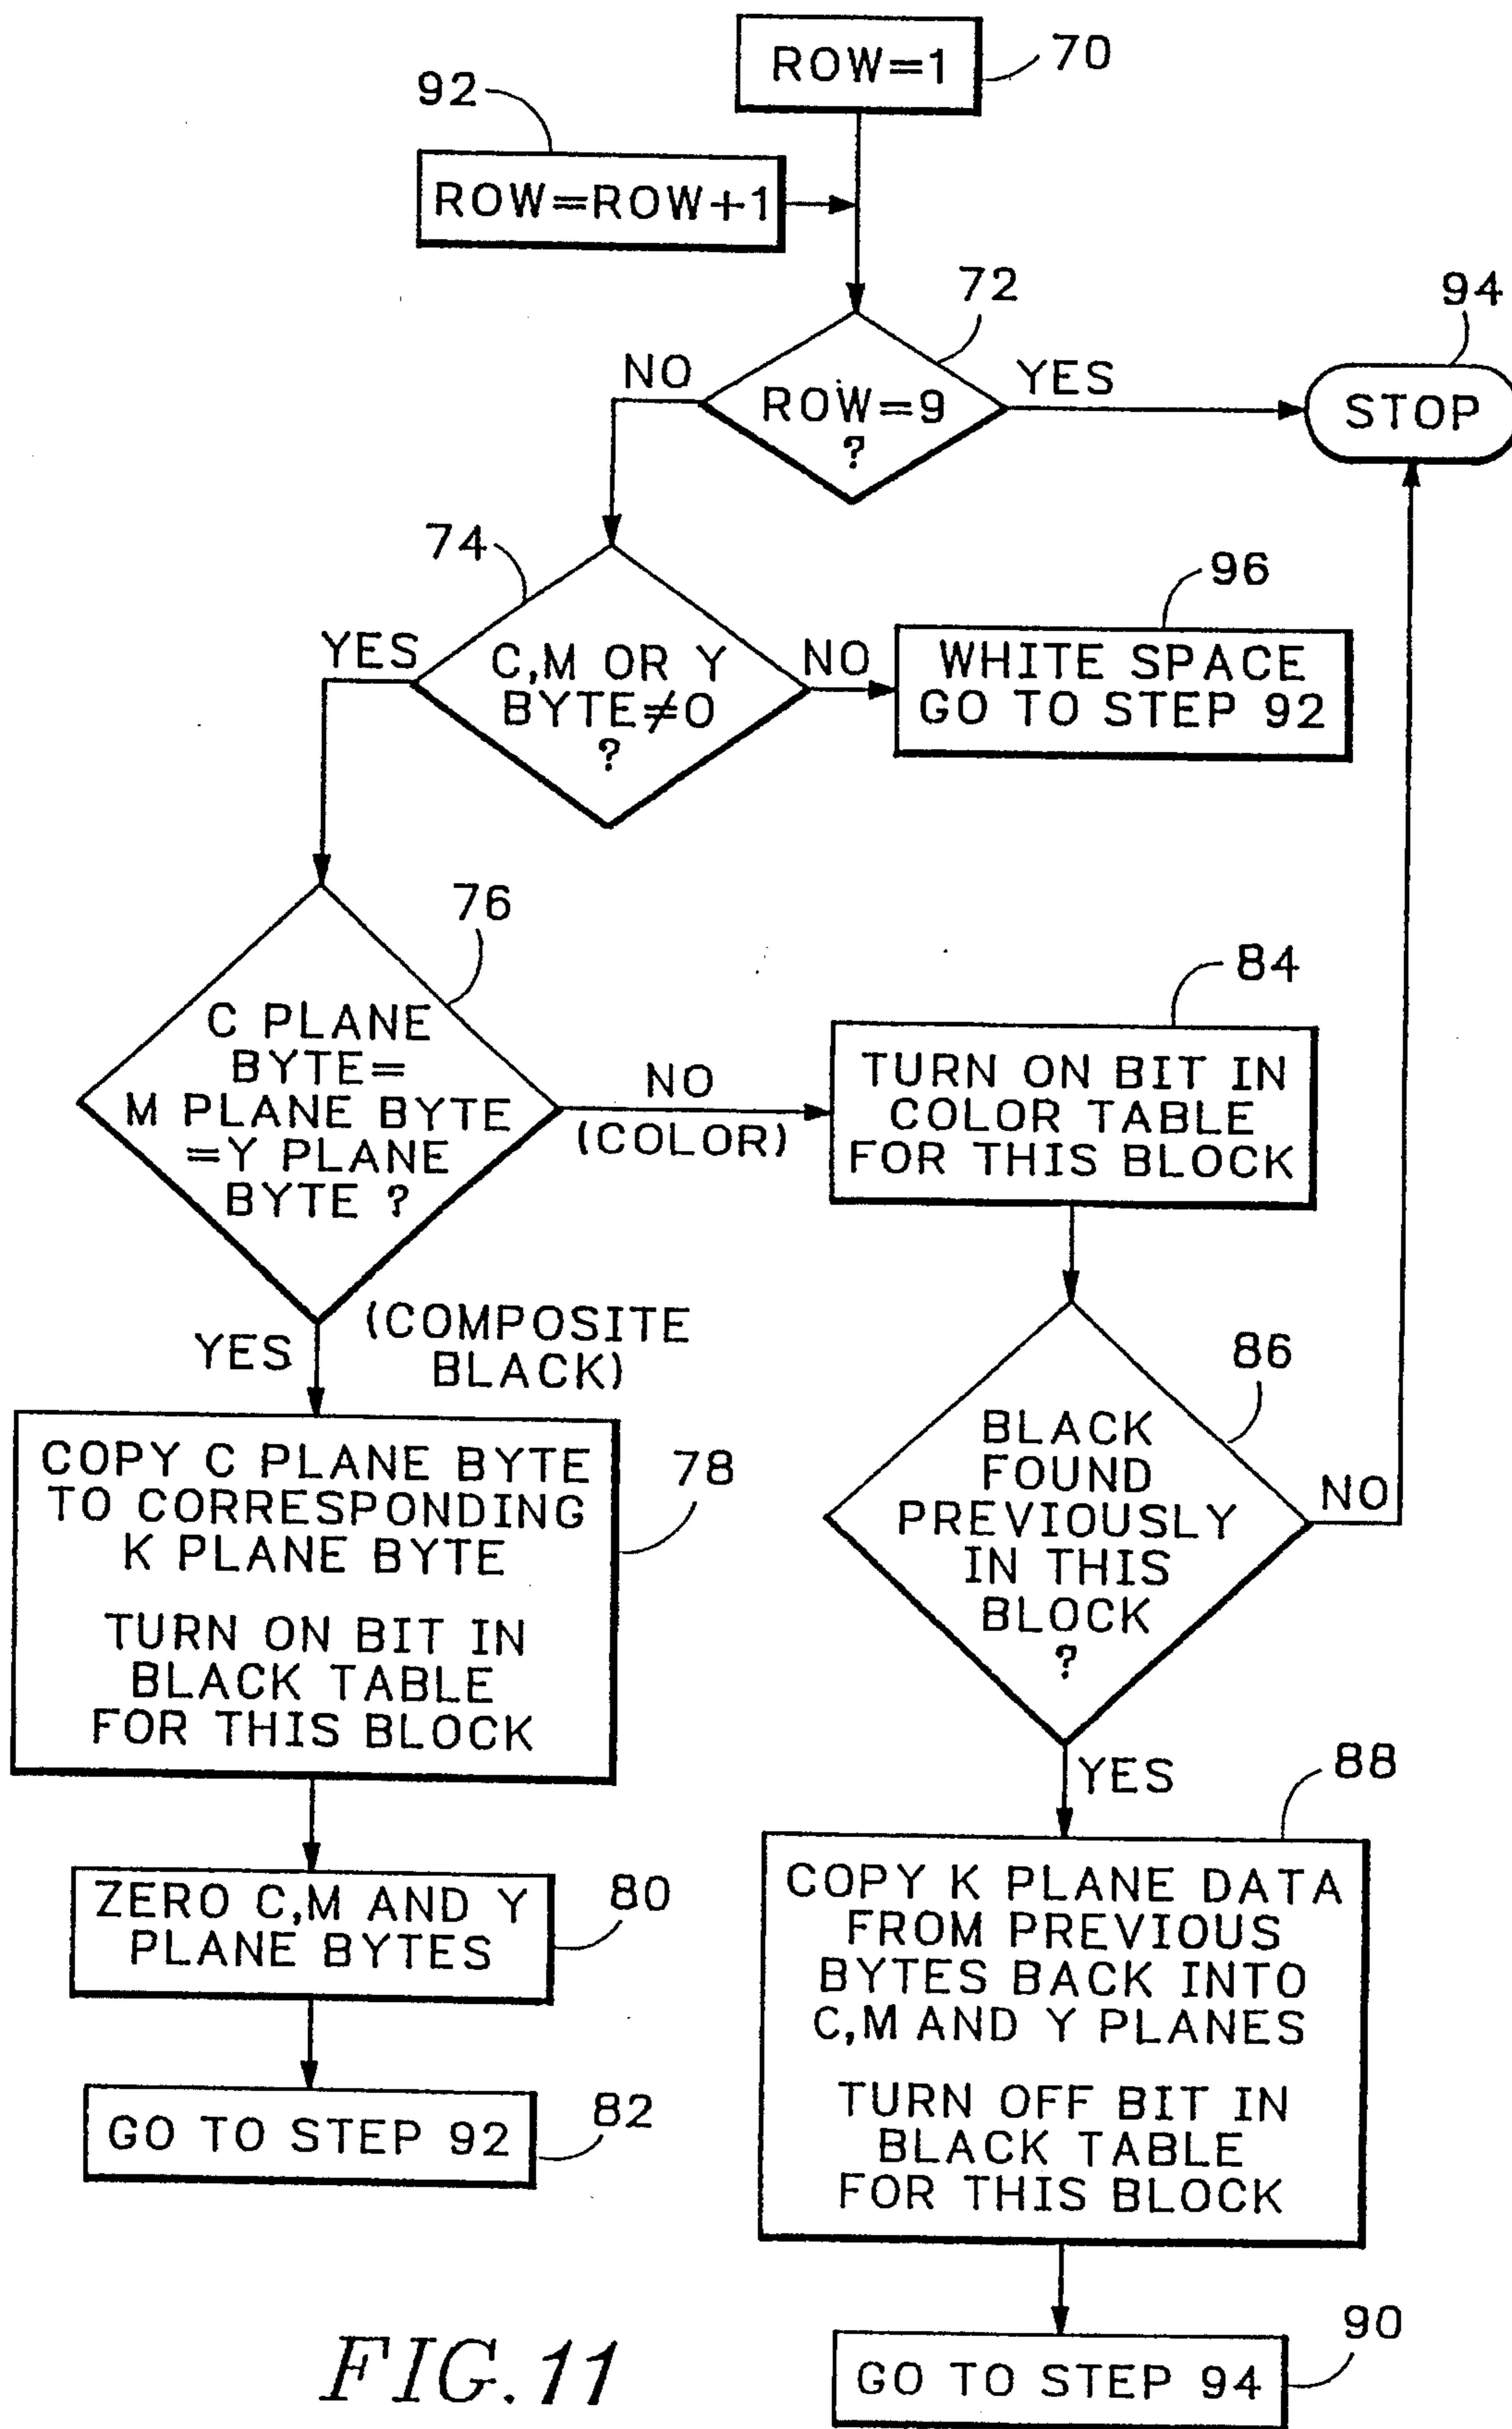 ROW=1
70
92
ROW=ROW+1
72
94
NO
ROW=9
?
YES
STOP
74
96
YES
C,M OR Y
BYTE≠0
?
NO
WHITE SPACE
GO TO STEP 92
76
84
C PLANE
BYTE=
M PLANE BYTE
=Y PLANE
BYTE ?
NO
(COLOR)
TURN ON BIT IN
COLOR TABLE
FOR THIS BLOCK
YES
(COMPOSITE
BLACK)
86
BLACK
FOUND
PREVIOUSLY
IN THIS
BLOCK
?
NO
COPY C PLANE BYTE
TO CORRESPONDING
K PLANE BYTE
TURN ON BIT IN
BLACK TABLE
FOR THIS BLOCK
78
YES
88
ZERO C,M AND Y
PLANE BYTES
80
COPY K PLANE DATA
FROM PREVIOUS
BYTES BACK INTO
C,M AND Y PLANES
TURN OFF BIT IN
BLACK TABLE
FOR THIS BLOCK
GO TO STEP 92
82
90
GO TO STEP 94
FIG.11